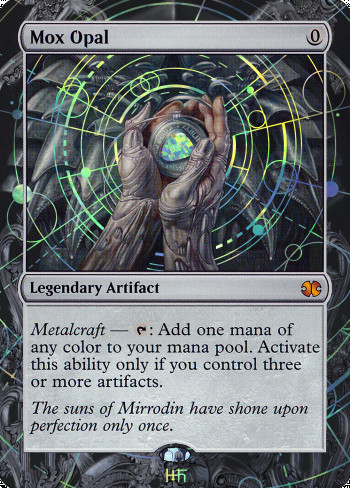 Mox Opal 0
Legendary Artifact
Metalcraft — : Add one mana of
any color to your mana pool. Activate
this ability only if you control three
or more artifacts.
The suns of Mirrodin have shone upon
perfection only once.